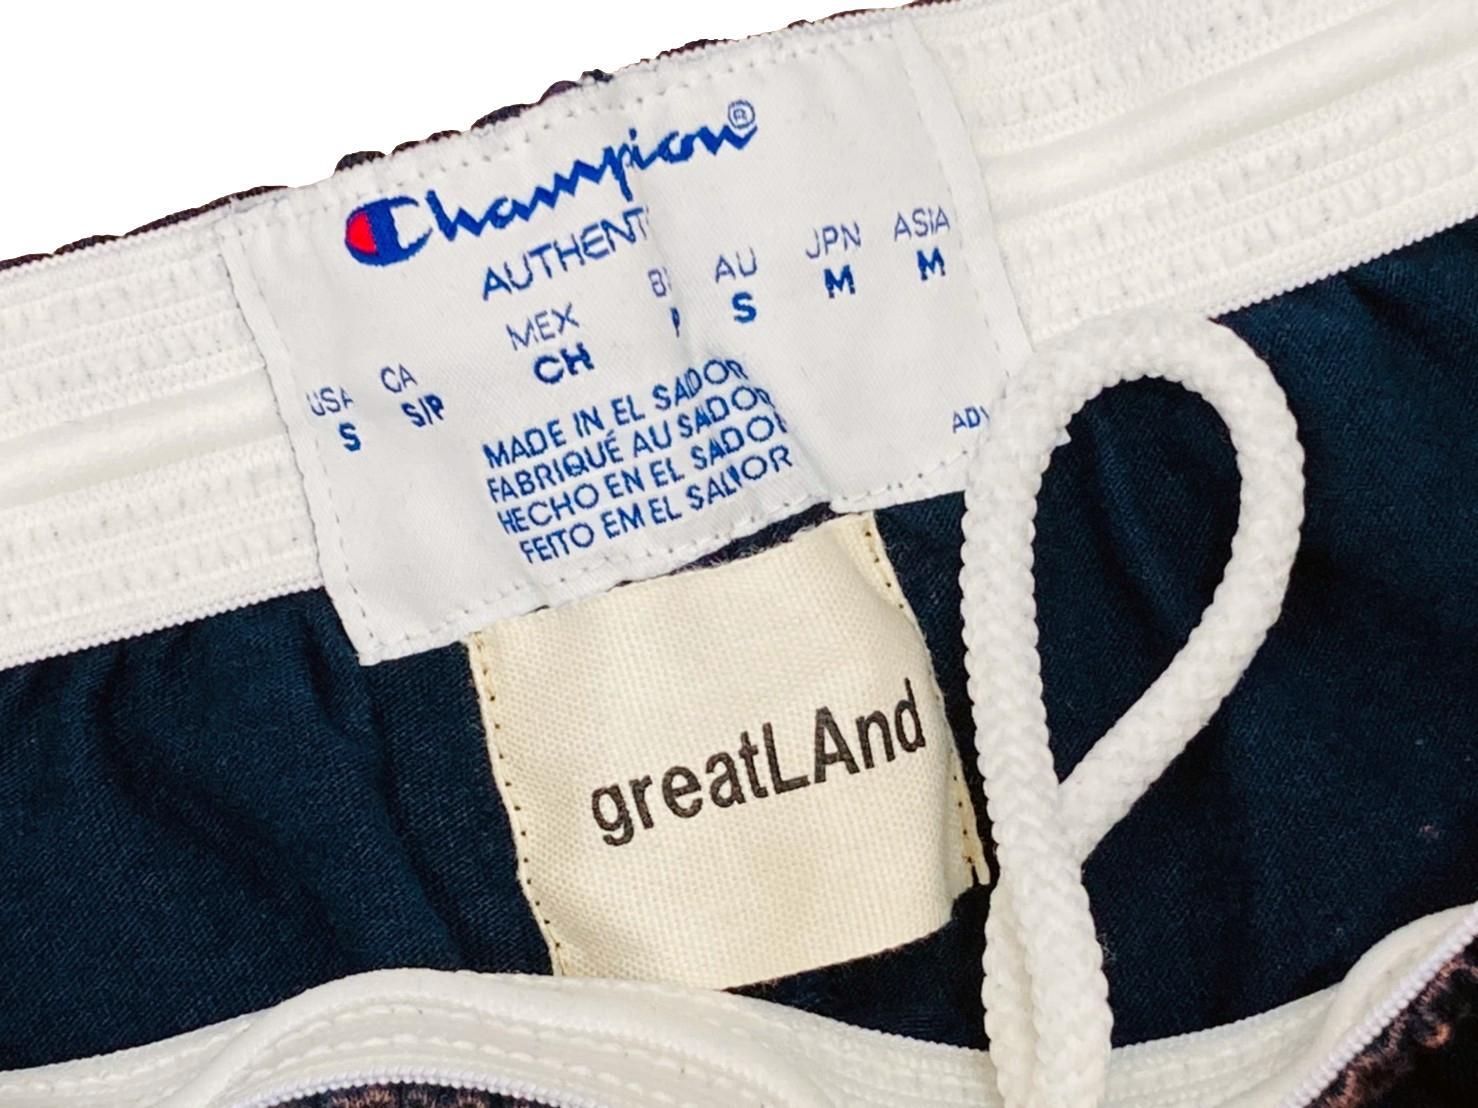 Champion®
AUTHENT
USA CA MEX AU JPN ASIA
S S/P CH S M M
MADE IN EL SADOR
FABRIQUÉ AU SADOR
HECHO EN EL SADOR
FEITO EM EL SALVOR
greatLAnd